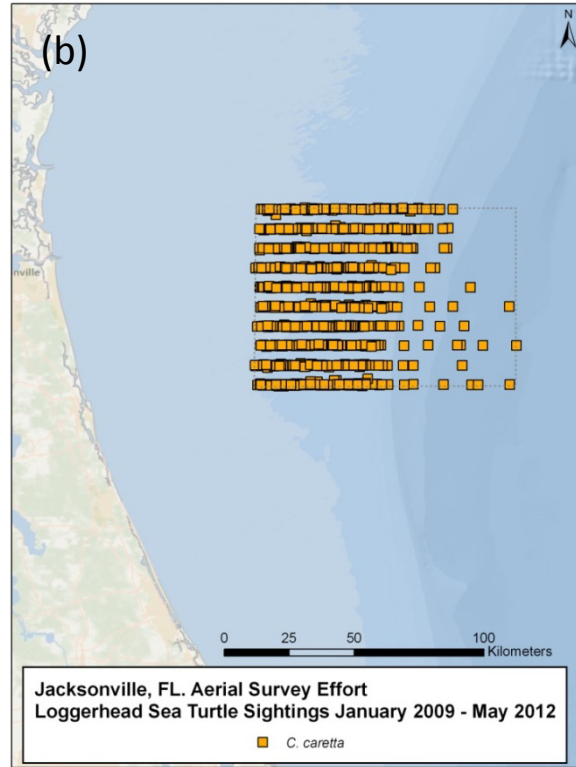 (b)
N
nville
0 25 50 100
Kilometers
Jacksonville, FL. Aerial Survey Effort
Loggerhead Sea Turtle Sightings January 2009 - May 2012
C. caretta